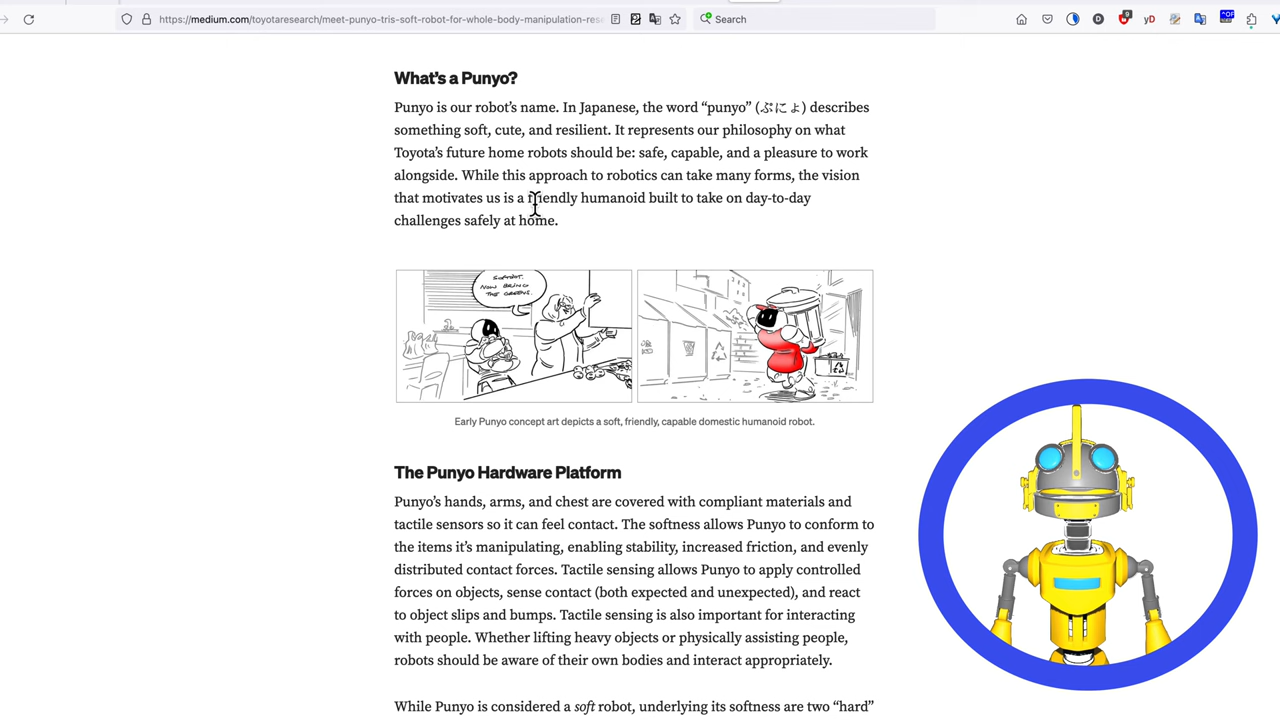 https://medium.com/toyotaresearch/meet-punyo-tris-soft-robot-for-whole-body-manipulation-rese
Search
9
D
yD
What's a Punyo?
Punyo is our robot's name. In Japanese, the word “punyo” (ぷにょ) describes
something soft, cute, and resilient. It represents our philosophy on what
Toyota's future home robots should be: safe, capable, and a pleasure to work
alongside. While this approach to robotics can take many forms, the vision
that motivates us is a friendly humanoid built to take on day-to-day
challenges safely at home.
SOFTBOT.
NOW BRING
THE GREENS.
Early Punyo concept art depicts a soft, friendly, capable domestic humanoid robot.
The Punyo Hardware Platform
Punyo's hands, arms, and chest are covered with compliant materials and
tactile sensors so it can feel contact. The softness allows Punyo to conform to
the items it's manipulating, enabling stability, increased friction, and evenly
distributed contact forces. Tactile sensing allows Punyo to apply controlled
forces on objects, sense contact (both expected and unexpected), and react
to object slips and bumps. Tactile sensing is also important for interacting
with people. Whether lifting heavy objects or physically assisting people,
robots should be aware of their own bodies and interact appropriately.
While Punyo is considered a soft robot, underlying its softness are two “hard”